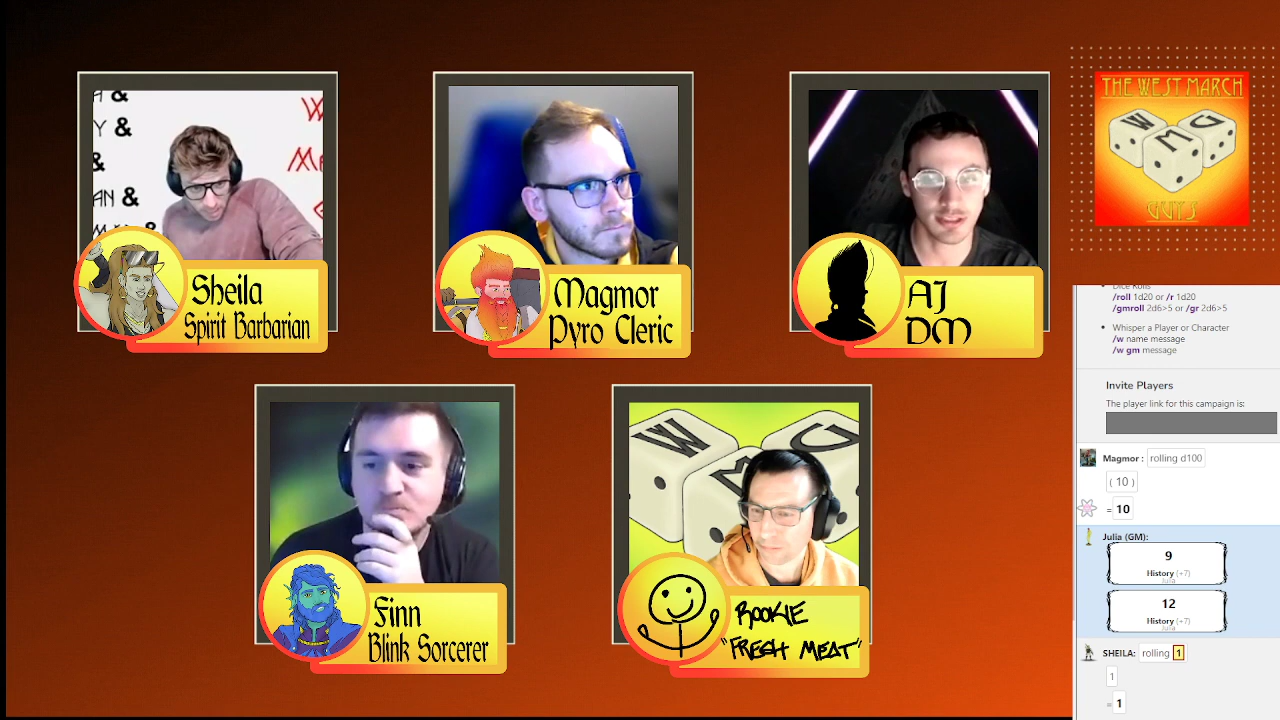 &
Y &
&
AN &
&
Sheila
Spirit Barbarian
Magmor
Pyro Cleric
AJ
DM
THE WEST MARCH
W M G
GUYS
Finn
Blink Sorcerer
W M G
ROOKIE
"FRESH MEAT"
Dice Rolls
/roll 1d20 or /r 1d20
/gmroll 2d6>5 or /gr 2d6>5
Whisper a Player or Character
/w name message
/w gm message
Invite Players
The player link for this campaign is:
Magmor : rolling d100
( 10 )
= 10
Julia (GM):
9
History (+7)
Julia
12
History (+7)
Julia
SHEILA: rolling 1
1
= 1